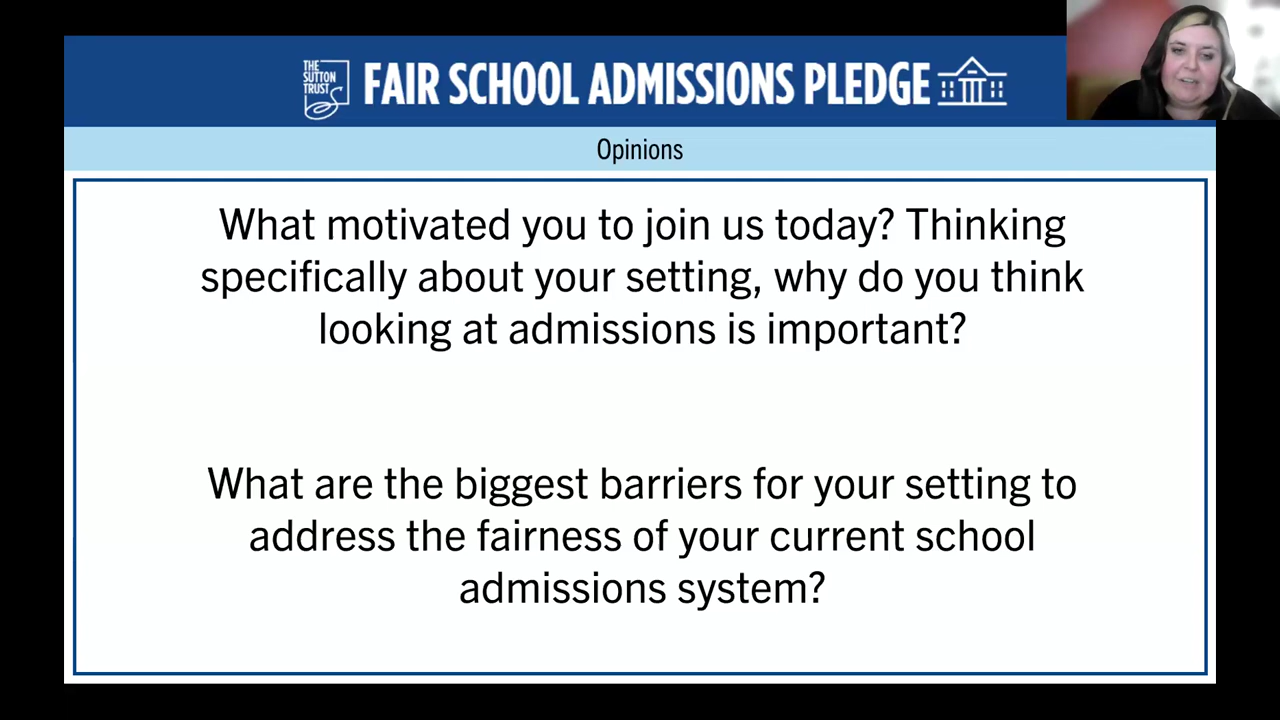 THE
SUTTON
TRUST
FAIR SCHOOL ADMISSIONS PLEDGE
Opinions
What motivated you to join us today? Thinking
specifically about your setting, why do you think
looking at admissions is important?
What are the biggest barriers for your setting to
address the fairness of your current school
admissions system?